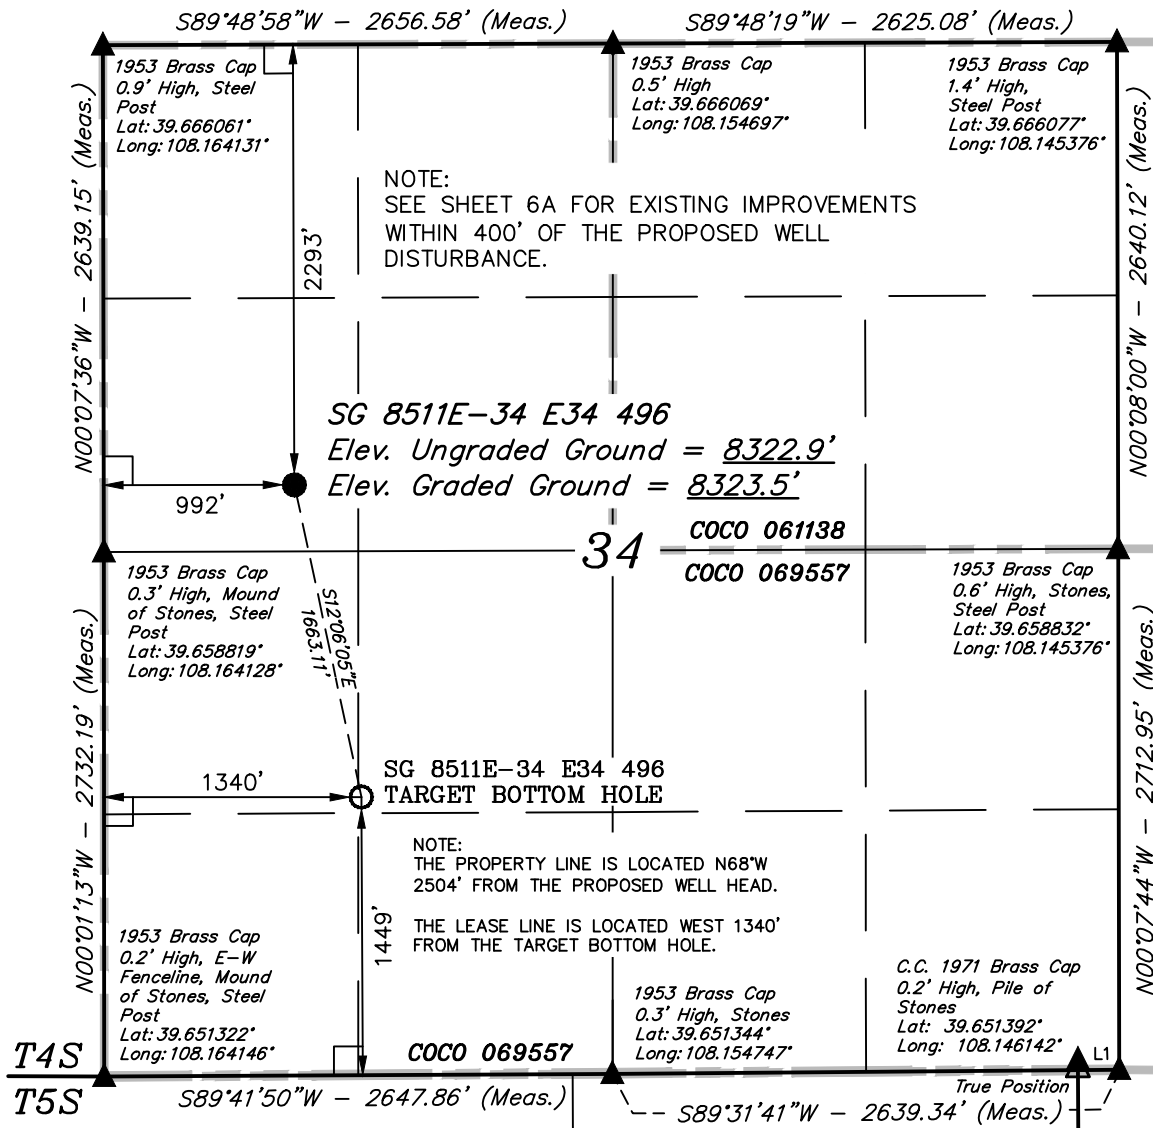 S89°48'58"W - 2656.58' (Meas.)
S89°48'19"W - 2625.08' (Meas.)
1953 Brass Cap
0.9' High, Steel
Post
Lat: 39.666061°
Long: 108.164131°
1953 Brass Cap
0.5' High
Lat: 39.666069°
Long: 108.154697°
1953 Brass Cap
1.4' High,
Steel Post
Lat: 39.666077°
Long: 108.145376°
N00°07'36"W - 2639.15' (Meas.)
N00°08'00"W - 2640.12' (Meas.)
NOTE:
SEE SHEET 6A FOR EXISTING IMPROVEMENTS
WITHIN 400' OF THE PROPOSED WELL
DISTURBANCE.
2293'
SG 8511E-34 E34 496
Elev. Ungraded Ground = 8322.9'
Elev. Graded Ground = 8323.5'
992'
COCO 061138
34
COCO 069557
1953 Brass Cap
0.3' High, Mound
of Stones, Steel
Post
Lat: 39.658819°
Long: 108.164128°
S12°06'05"E
1663.11'
1953 Brass Cap
0.6' High, Stones,
Steel Post
Lat: 39.658832°
Long: 108.145376°
N00°01'13"W - 2732.19' (Meas.)
N00°07'44"W - 2712.95' (Meas.)
1340'
SG 8511E-34 E34 496
TARGET BOTTOM HOLE
NOTE:
THE PROPERTY LINE IS LOCATED N68°W
2504' FROM THE PROPOSED WELL HEAD.
THE LEASE LINE IS LOCATED WEST 1340'
FROM THE TARGET BOTTOM HOLE.
1449'
1953 Brass Cap
0.2' High, E-W
Fenceline, Mound
of Stones, Steel
Post
Lat: 39.651322°
Long: 108.164146°
1953 Brass Cap
0.3' High, Stones
Lat: 39.651344°
Long: 108.154747°
C.C. 1971 Brass Cap
0.2' High, Pile of
Stones
Lat: 39.651392°
Long: 108.146142°
COCO 069557
L1
T4S
T5S
True Position
S89°41'50"W - 2647.86' (Meas.)
S89°31'41"W - 2639.34' (Meas.)